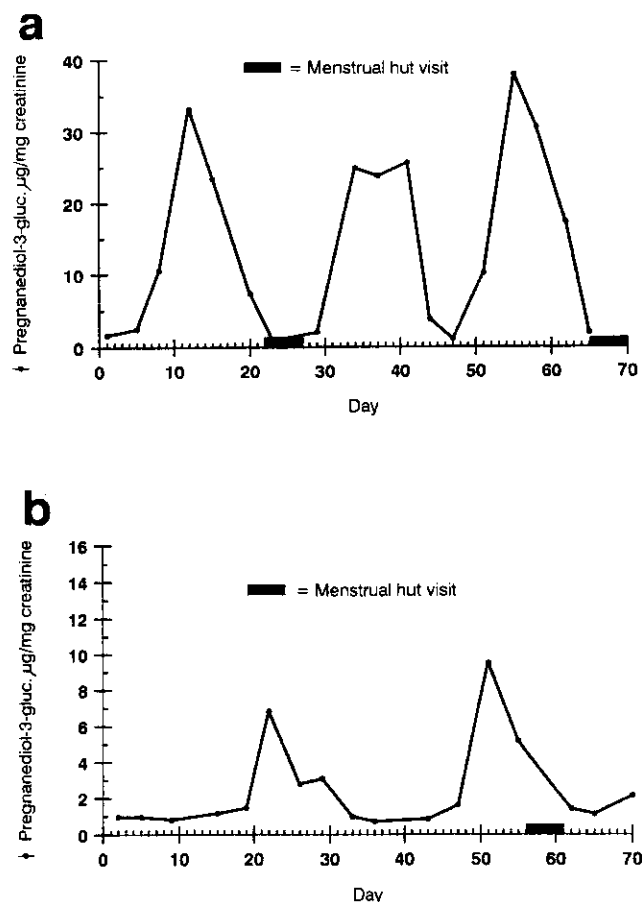 a
= Menstrual hut visit
Pregnanediol-3-gluc. µg/mg creatinine
40
30
20
10
0
0 10 20 30 40 50 60 70
Day
b
= Menstrual hut visit
Pregnanediol-3-gluc. µg/mg creatinine
16
14
12
10
8
6
4
2
0
0 10 20 30 40 50 60 70
Day